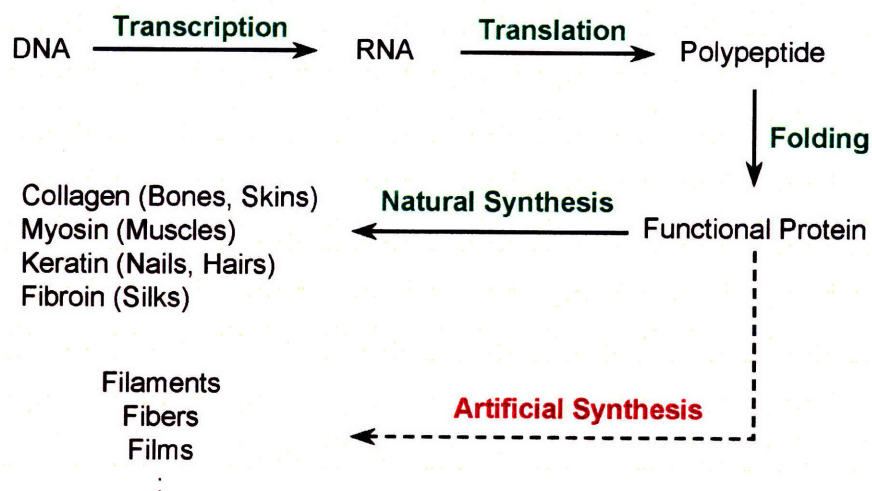 Transcription
Translation
DNA
RNA
Polypeptide
Folding
Collagen (Bones, Skins)
Myosin (Muscles)
Keratin (Nails, Hairs)
Fibroin (Silks)
Natural Synthesis
Functional Protein
Filaments
Fibers
Films
Artificial Synthesis